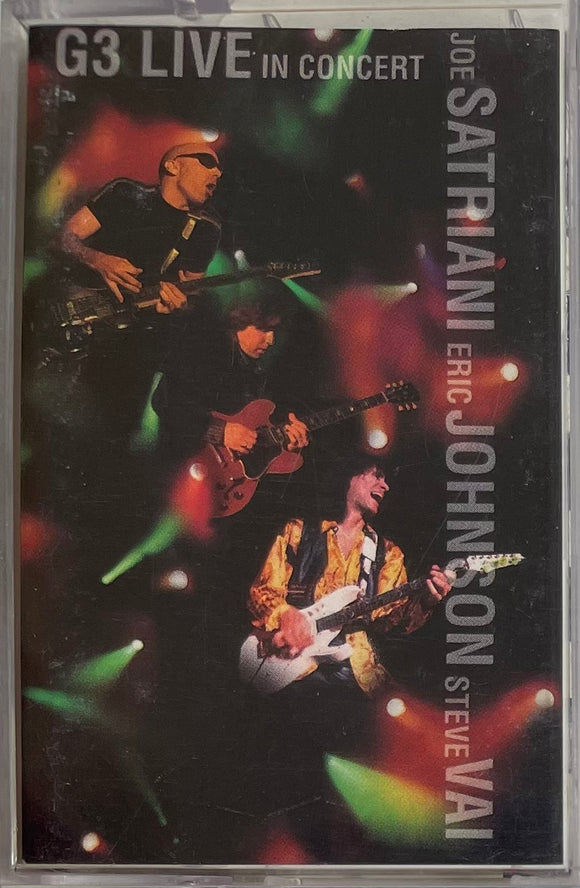 G3 LIVE IN CONCERT
JOE SATRIANI ERIC JOHNSON STEVE VAI